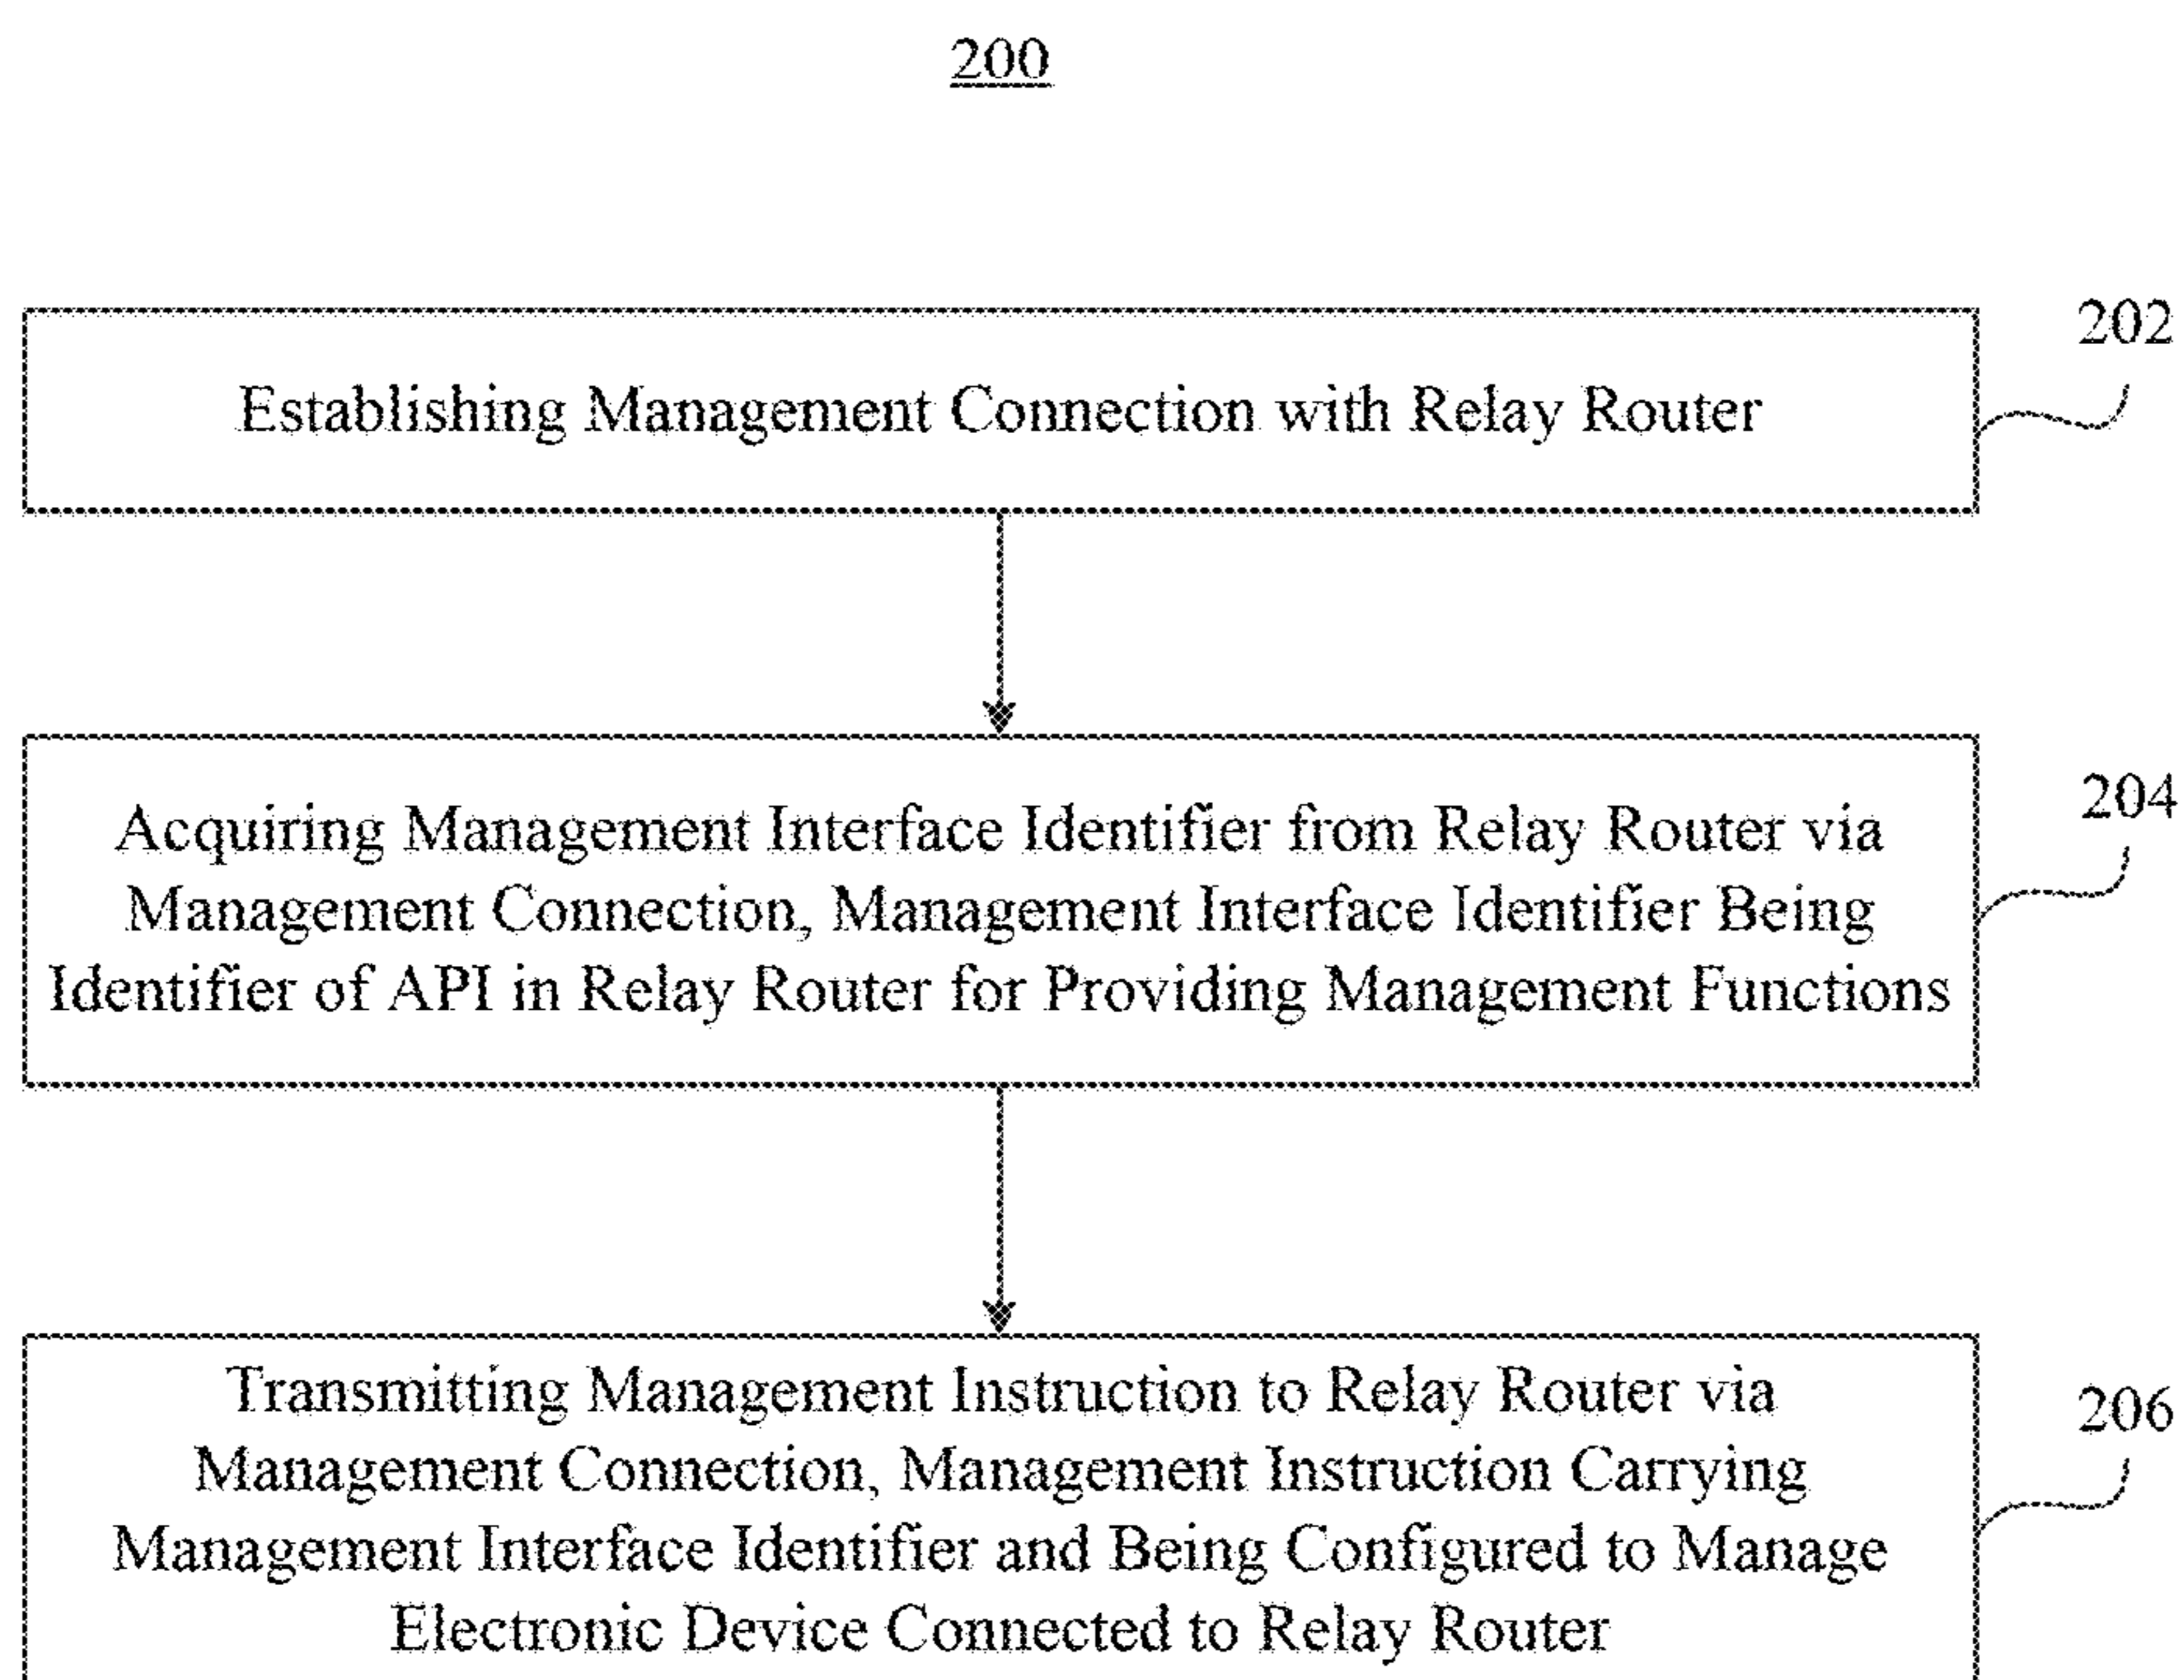 200
202
Establishing Management Connection with Relay Router
204
Acquiring Management Interface Identifier from Relay Router via
Management Connection, Management Interface Identifier Being
Identifier of API in Relay Router for Providing Management Functions
206
Transmitting Management Instruction to Relay Router via
Management Connection, Management Instruction Carrying
Management Interface Identifier and Being Configured to Manage
Electronic Device Connected to Relay Router